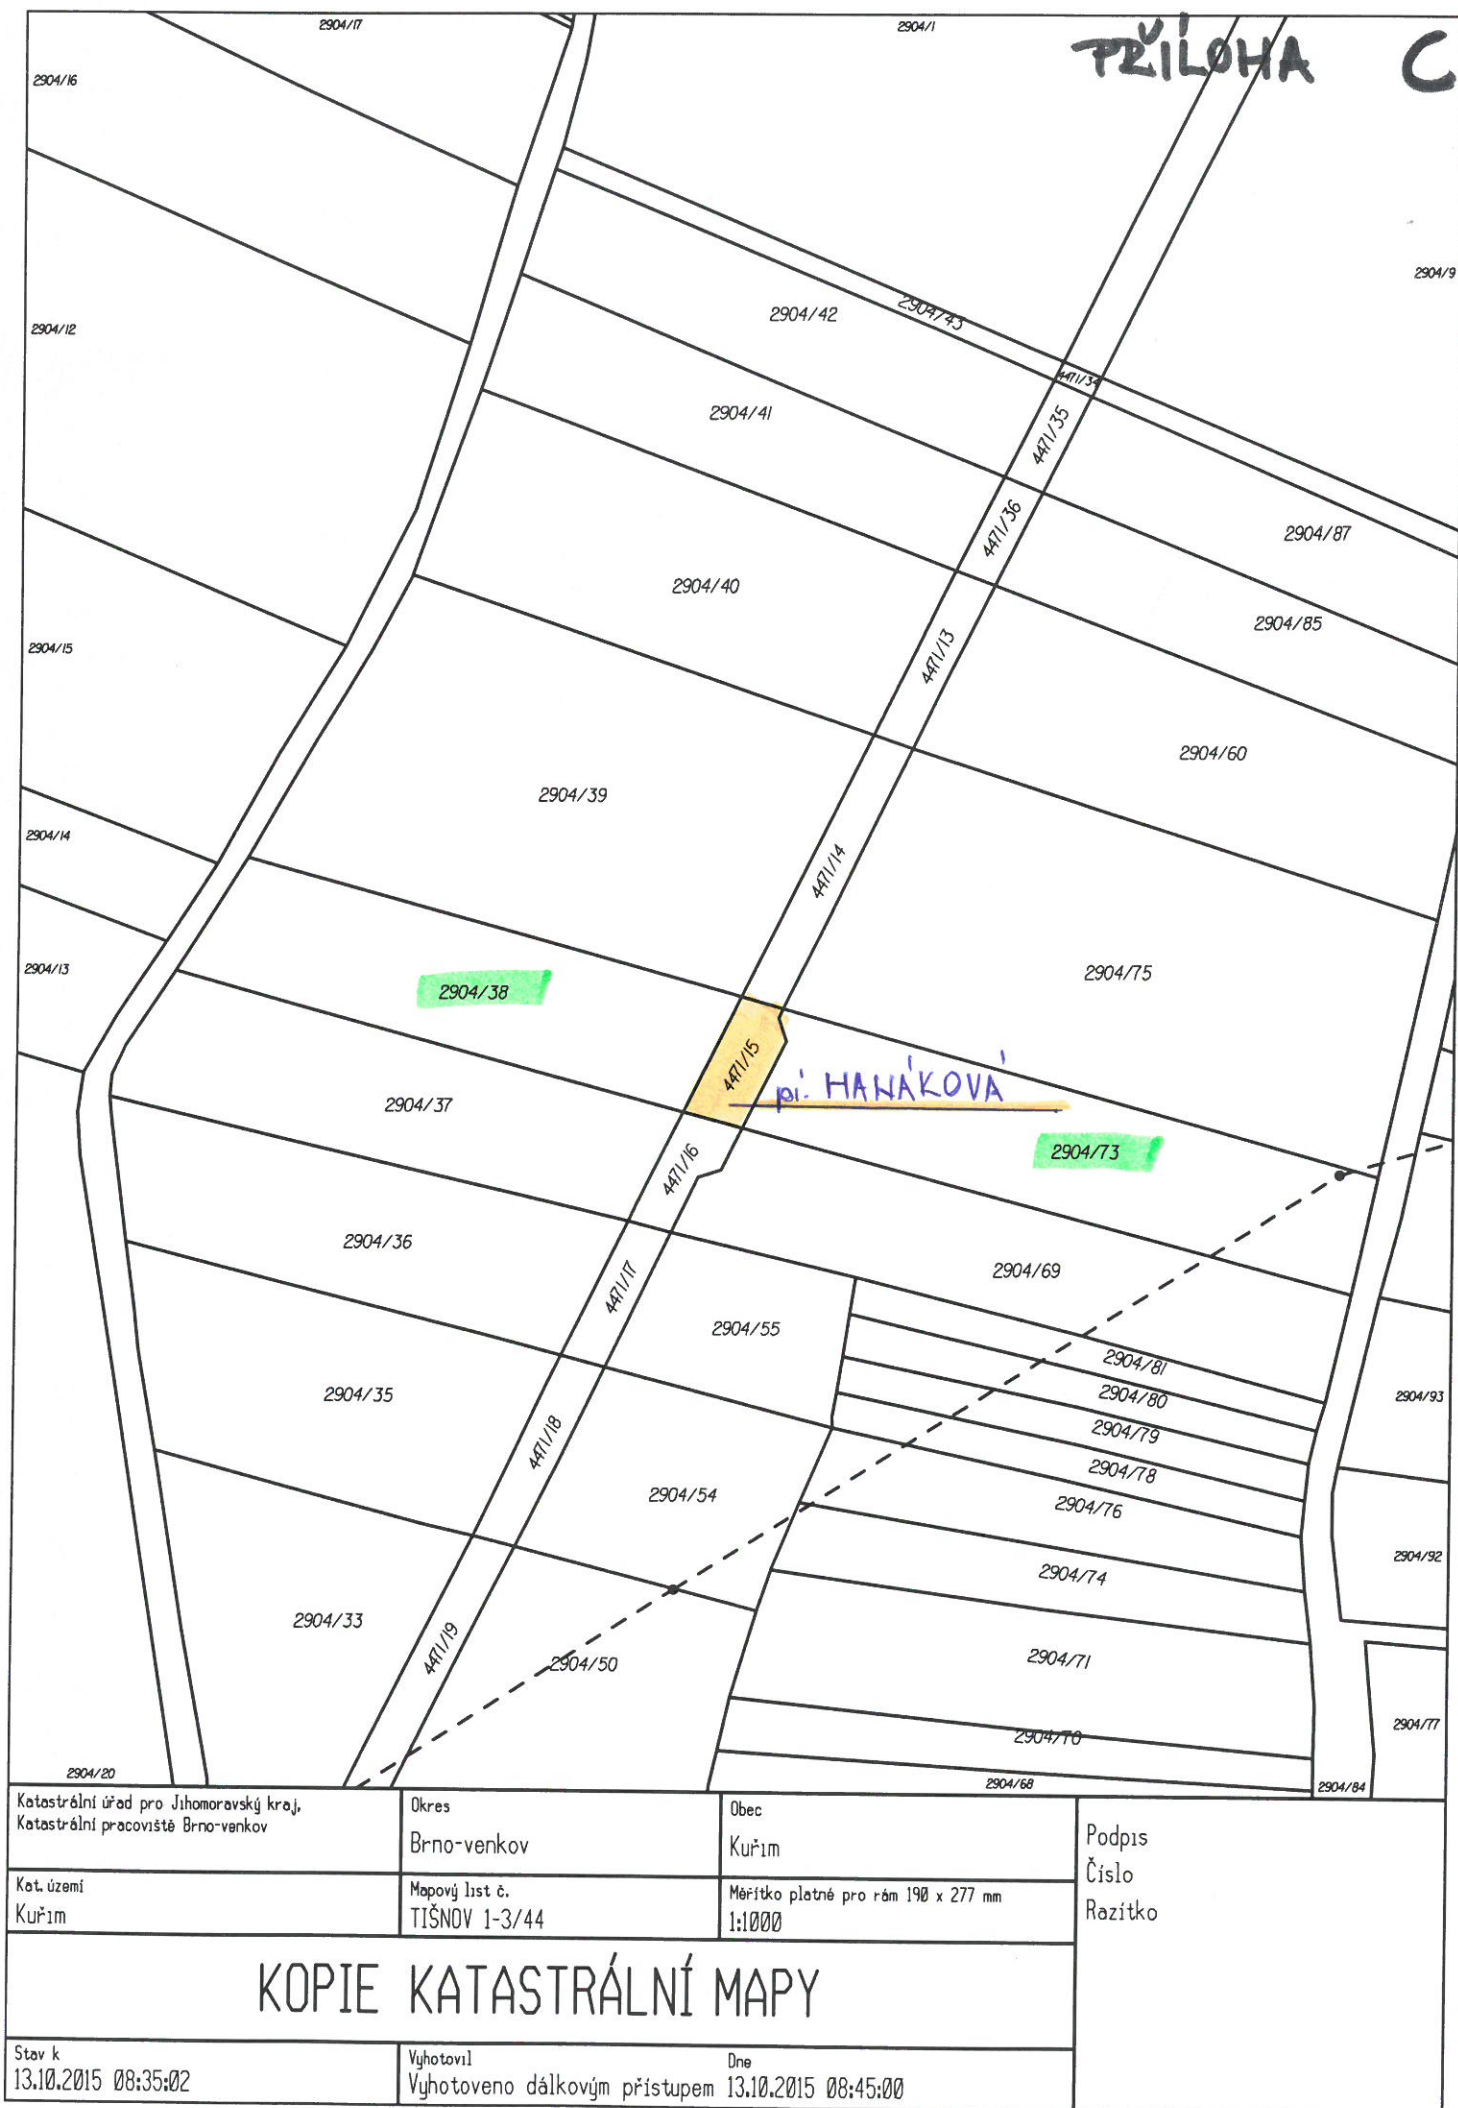 2904/17
2904/1
PŘÍLOHA C
2904/16
2904/9
2904/12
2904/42
2904/43
4471/34
2904/41
4471/35
4471/36
2904/87
2904/40
2904/85
2904/15
4471/13
2904/60
2904/39
2904/14
4471/14
2904/13
2904/38
2904/75
4471/15
pí. HANÁKOVÁ
2904/37
2904/73
4471/16
2904/36
2904/69
4471/17
2904/55
2904/81
2904/35
2904/80
2904/93
2904/79
4471/18
2904/78
2904/54
2904/76
2904/92
2904/74
2904/33
4471/19
2904/50
2904/71
2904/77
2904/70
2904/20
2904/68
2904/84
Katastrální úřad pro Jihomoravský kraj,
Katastrální pracoviště Brno-venkov
Okres
Brno-venkov
Obec
Kuřim
Podpis
Číslo
Razítko
Kat. území
Kuřim
Mapový list č.
TIŠNOV 1-3/44
Měřítko platné pro rám 190 x 277 mm
1:1000
KOPIE KATASTRÁLNÍ MAPY
Stav k
13.10.2015 08:35:02
Vyhotovil
Dne
Vyhotoveno dálkovým přístupem 13.10.2015 08:45:00